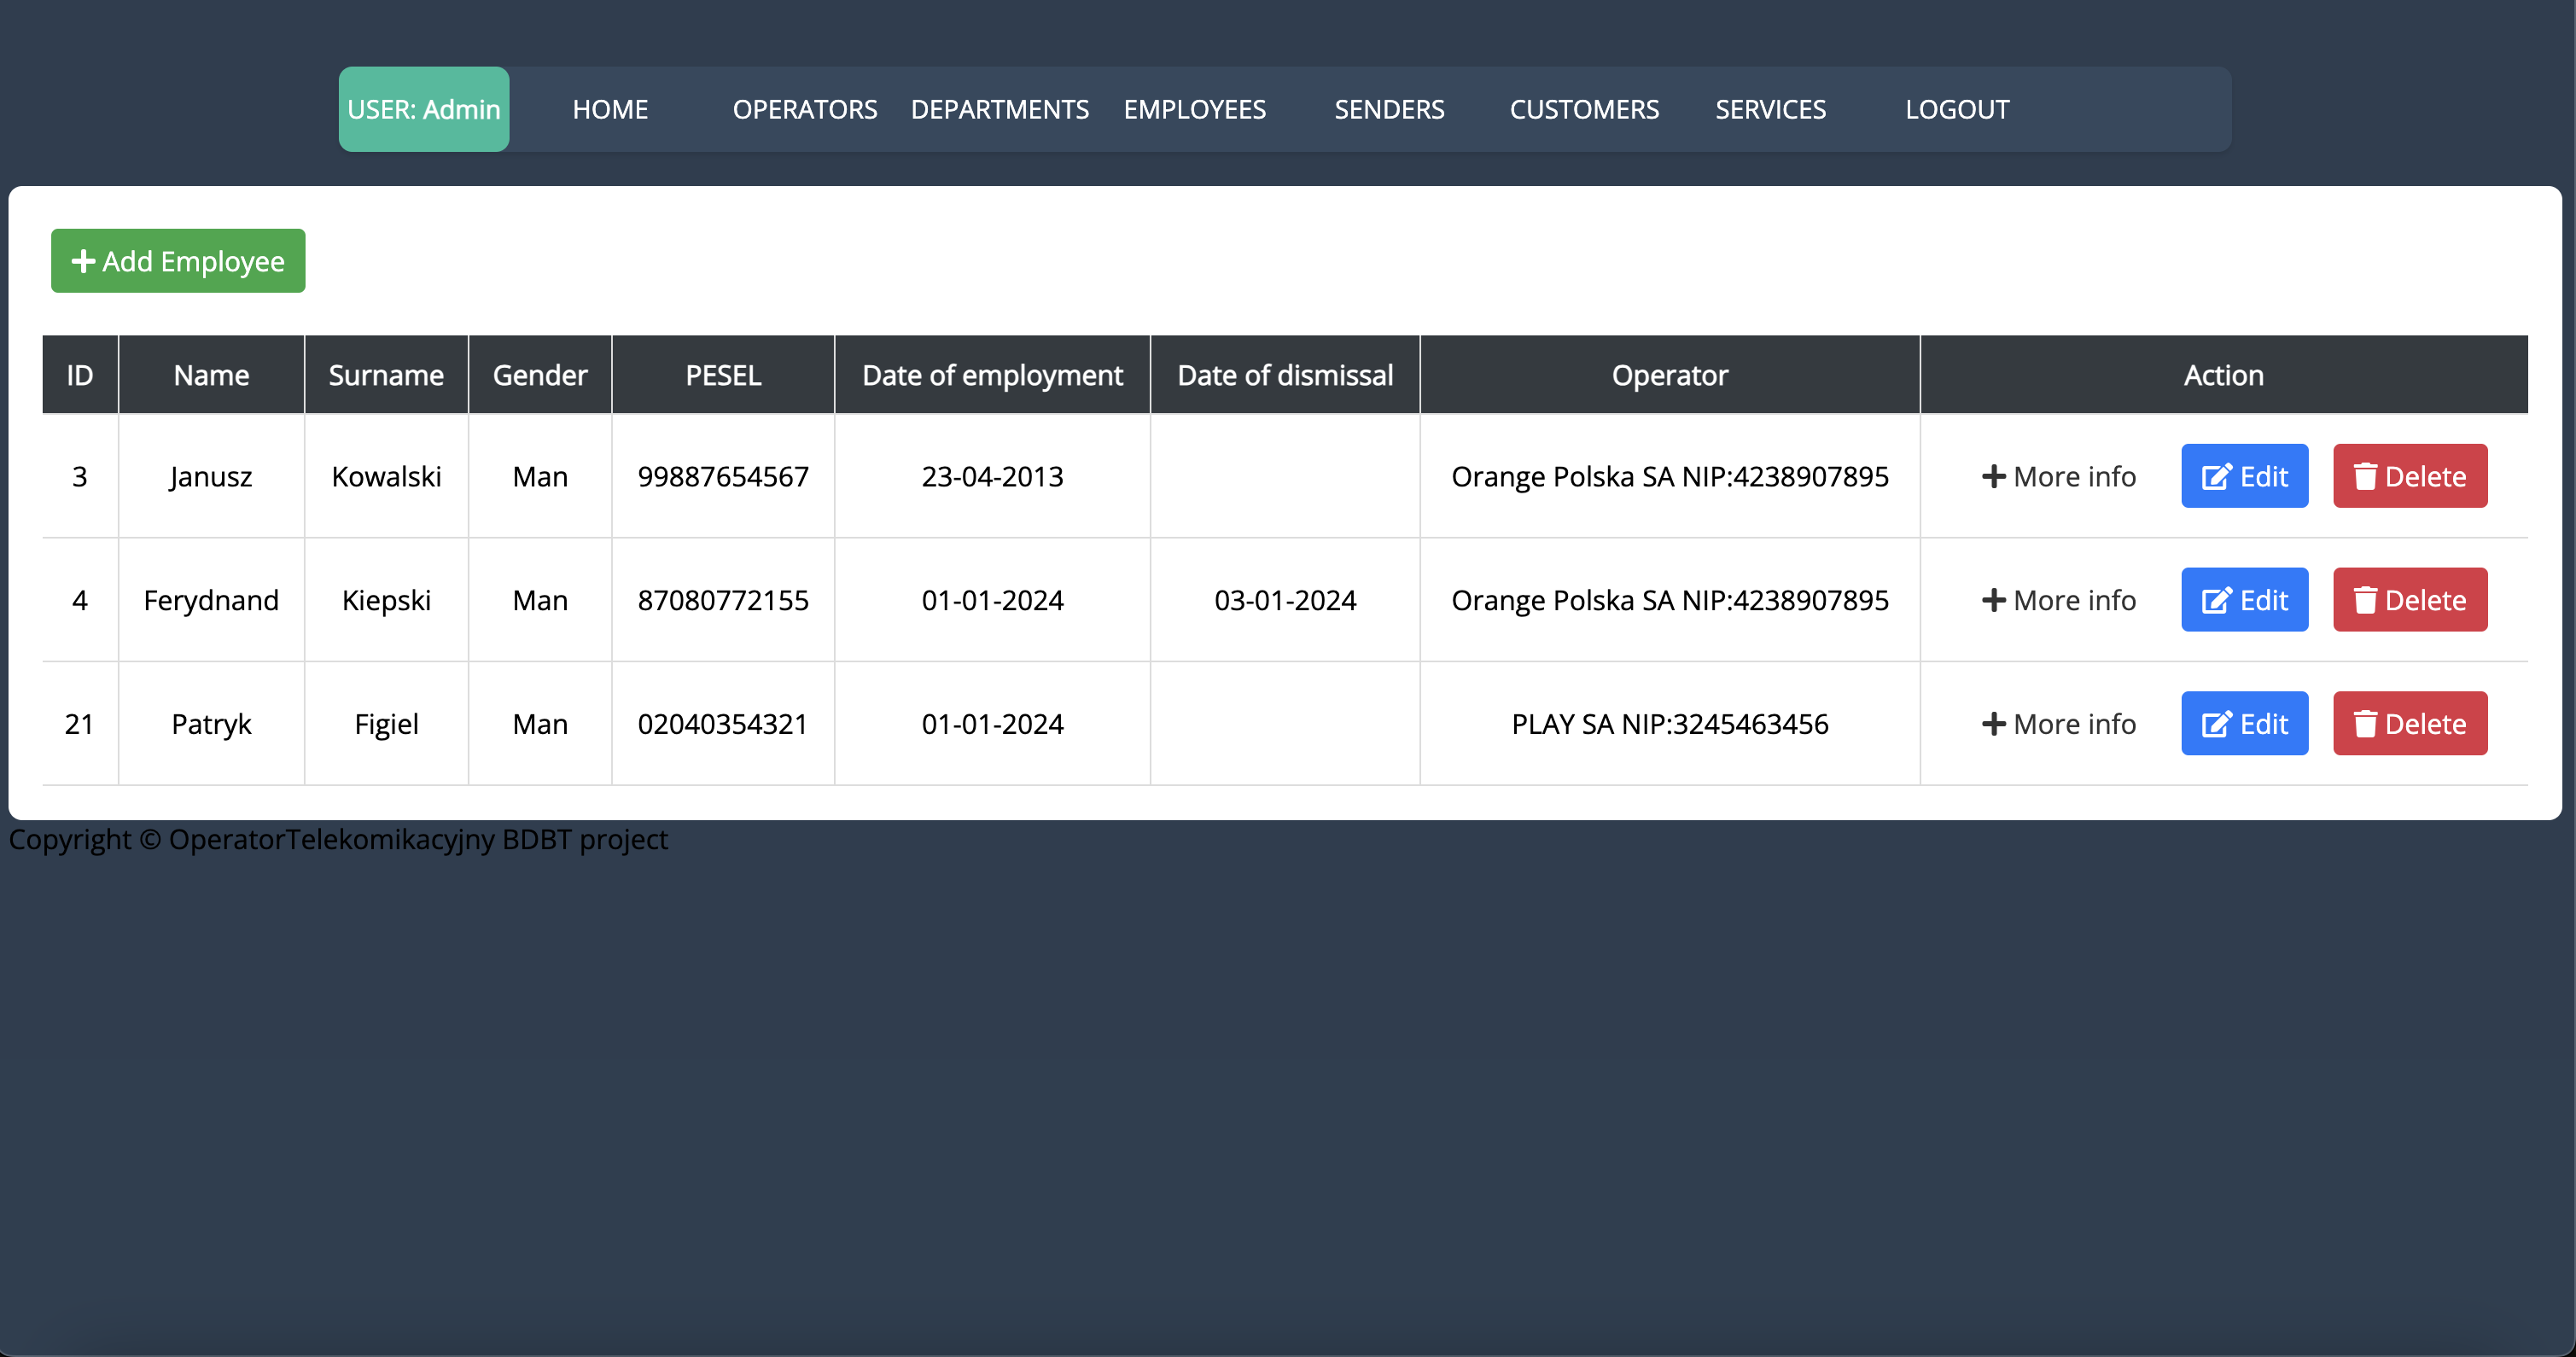 USER: Admin HOME OPERATORS DEPARTMENTS EMPLOYEES SENDERS CUSTOMERS SERVICES LOGOUT
Add Employee
ID Name Surname Gender PESEL Date of employment Date of dismissal Operator Action
3 Janusz Kowalski Man 99887654567 23-04-2013 Orange Polska SA NIP:4238907895 More info Edit Delete
4 Ferydnand Kiepski Man 87080772155 01-01-2024 03-01-2024 Orange Polska SA NIP:4238907895 More info Edit Delete
21 Patryk Figiel Man 02040354321 01-01-2024 PLAY SA NIP:3245463456 More info Edit Delete
Copyright © OperatorTelekomikacyjny BDBT project